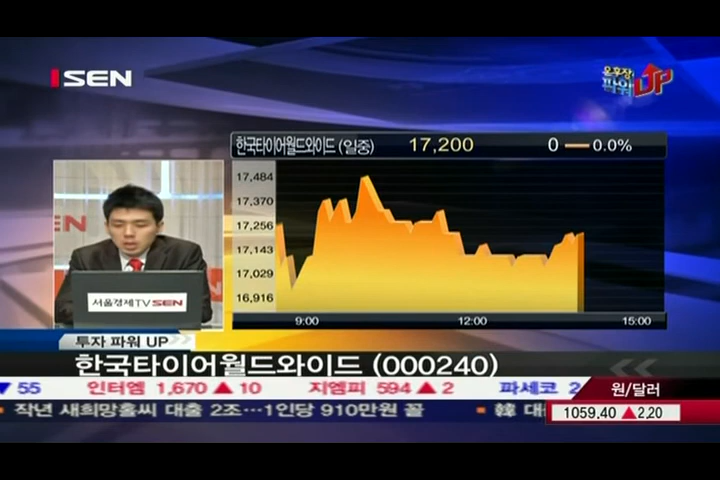 SEN
오후장
파워 UP
한국타이어월드와이드 (일중) 17,200 0 0.0%
17,484
17,370
17,256
17,143
17,029
16,916
9:00 12:00 15:00
EN
서울경제TV SEN
투자 파워 UP
한국타이어월드와이드 (000240)
▼ 55 인터엠 1,670 ▲ 10 지엠피 594 ▲ 2 파세코 2
원/달러
작년 새희망홀씨 대출 2조…1인당 910만원 꼴 韓 대
1059.40 ▲ 2.20